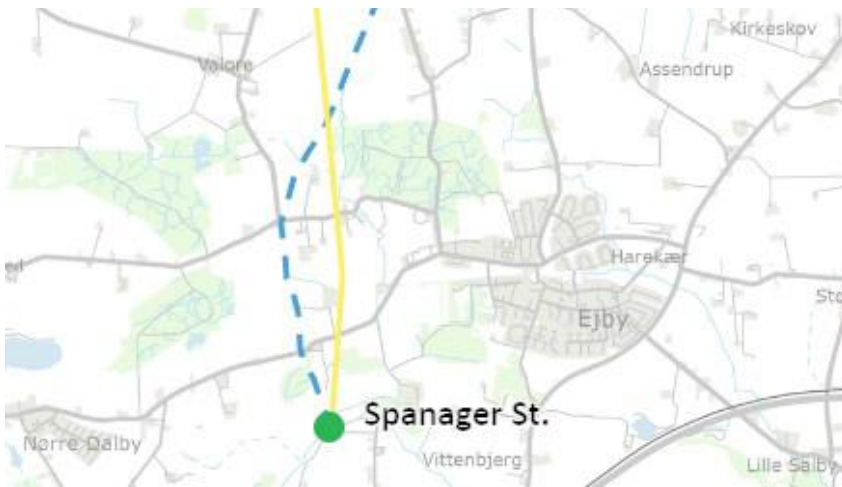 Kirkeskov
Valore
Assendrup
Harekær
Ejby
Spanager St.
Nørre Dalby
Vittenbjerg
Lille Salby